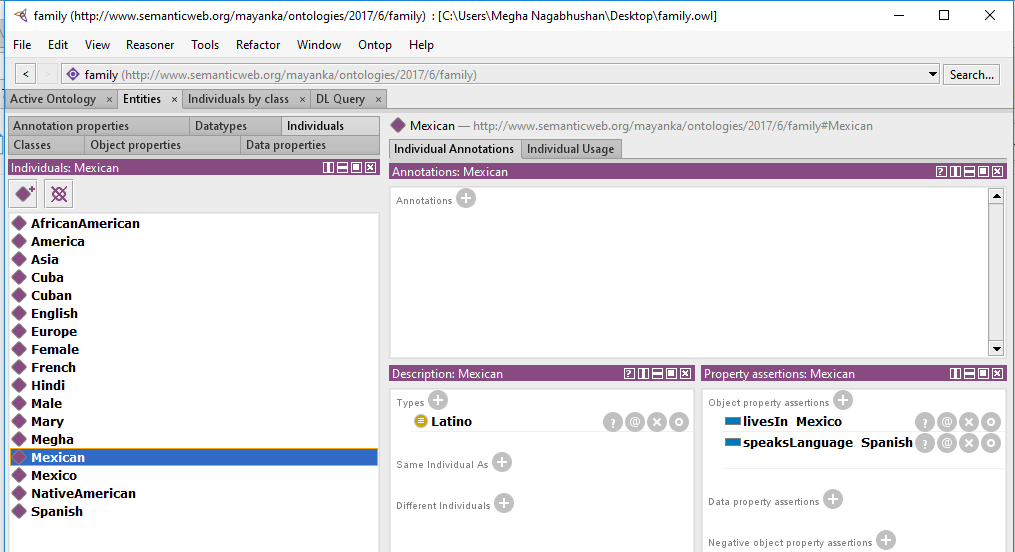 family (http://www.semanticweb.org/mayanka/ontologies/2017/6/family) : [C:\Users\Megha Nagabhushan\Desktop\family.owl]
File Edit View Reasoner Tools Refactor Window Ontop Help
< > family (http://www.semanticweb.org/mayanka/ontologies/2017/6/family) Search...
Active Ontology × Entities × Individuals by class × DL Query ×
Annotation properties Datatypes Individuals
Classes Object properties Data properties
Individuals: Mexican
AfricanAmerican
America
Asia
Cuba
Cuban
English
Europe
Female
French
Hindi
Male
Mary
Megha
Mexican
Mexico
NativeAmerican
Spanish
Mexican — http://www.semanticweb.org/mayanka/ontologies/2017/6/family#Mexican
Individual Annotations Individual Usage
Annotations: Mexican
Annotations
Description: Mexican
Types
Latino
Same Individual As
Different Individuals
Property assertions: Mexican
Object property assertions
livesIn Mexico
speaksLanguage Spanish
Data property assertions
Negative object property assertions